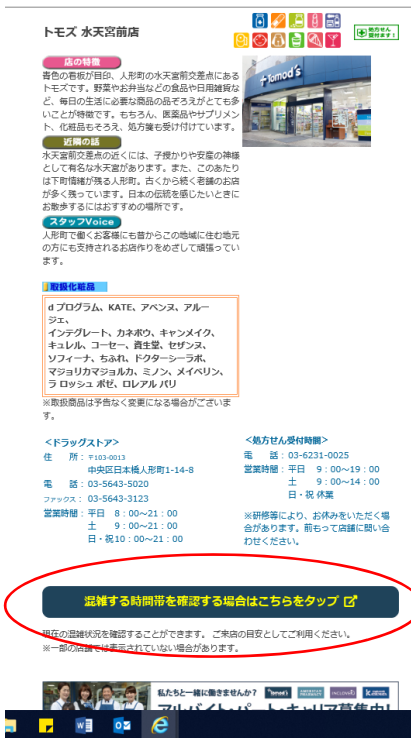 トモズ 水天宮前店
処方せん
受付ます!
店の特徴
青色の看板が目印、人形町の水天宮前交差点にある
トモズです。野菜やお弁当などの食品や日用雑貨な
ど、毎日の生活に必要な商品の品ぞろえがとても多
いことが特徴です。もちろん、医薬品やサプリメン
ト、化粧品もそろえ、処方箋も受け付けています。
Tomod's
近隣の話
水天宮前交差点の近くには、子授かりや安産の神様
として有名な水天宮があります。また、このあたり
は下町情緒が残る人形町。古くから続く老舗のお店
が多く残っています。日本の伝統を感じたいときに
お散歩するにはおすすめの場所です。
スタッフVoice
人形町で働くお客様にも昔からこの地域に住む地元
の方にも支持されるお店作りをめざして頑張ってい
ます。
取扱化粧品
d プログラム、KATE、アベンヌ、アルー
ジェ、
インテグレート、カネボウ、キャンメイク、
キュレル、コーセー、資生堂、セザンヌ、
ソフィーナ、ちふれ、ドクターシーラボ、
マジョリカマジョルカ、ミノン、メイベリン、
ラ ロッシュ ポゼ、ロレアル パリ
※取扱商品は予告なく変更になる場合がございま
す。
<ドラッグストア>
住　所：〒103-0013
中央区日本橋人形町1-14-8
電　話：03-5643-5020
ファックス：03-5643-3123
営業時間：平日　8：00～21：00
土　9：00～21：00
日・祝10：00～21：00
<処方せん受付時間>
電　話：03-6231-0025
営業時間：平日　9：00～19：00
土　9：00～14：00
日・祝 休業
※研修等により、お休みをいただく場
合があります。前もって店舗に問い合
わせください。
混雑する時間帯を確認する場合はこちらをタップ
現在の混雑状況を確認することができます。 ご来店の目安としてご利用ください。
※一部の店舗では表示されていない場合があります。
私たちと一緒に働きませんか?
Tomod's
アルバイト・パート・キャリア募集中!